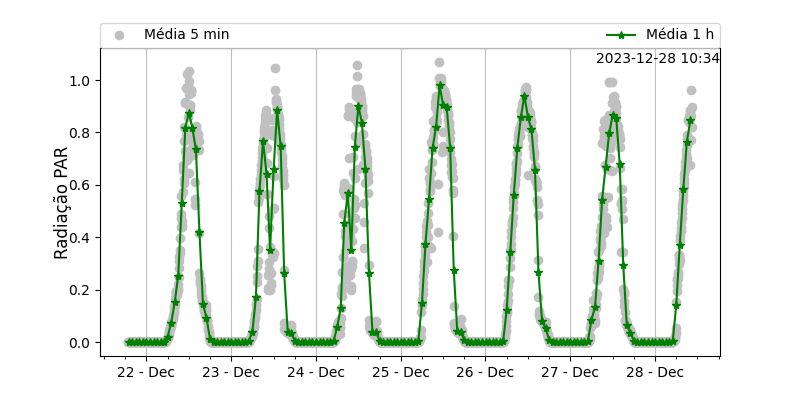 Média 5 min
Média 1 h
2023-12-28 10:34
Radiação PAR
1.0
0.8
0.6
0.4
0.2
0.0
22 - Dec
23 - Dec
24 - Dec
25 - Dec
26 - Dec
27 - Dec
28 - Dec